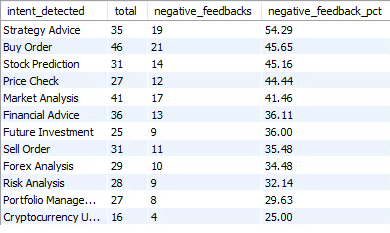 intent_detected total negative_feedbacks negative_feedback_pct
Strategy Advice 35 19 54.29
Buy Order 46 21 45.65
Stock Prediction 31 14 45.16
Price Check 27 12 44.44
Market Analysis 41 17 41.46
Financial Advice 36 13 36.11
Future Investment 25 9 36.00
Sell Order 31 11 35.48
Forex Analysis 29 10 34.48
Risk Analysis 28 9 32.14
Portfolio Manage... 27 8 29.63
Cryptocurrency U... 16 4 25.00